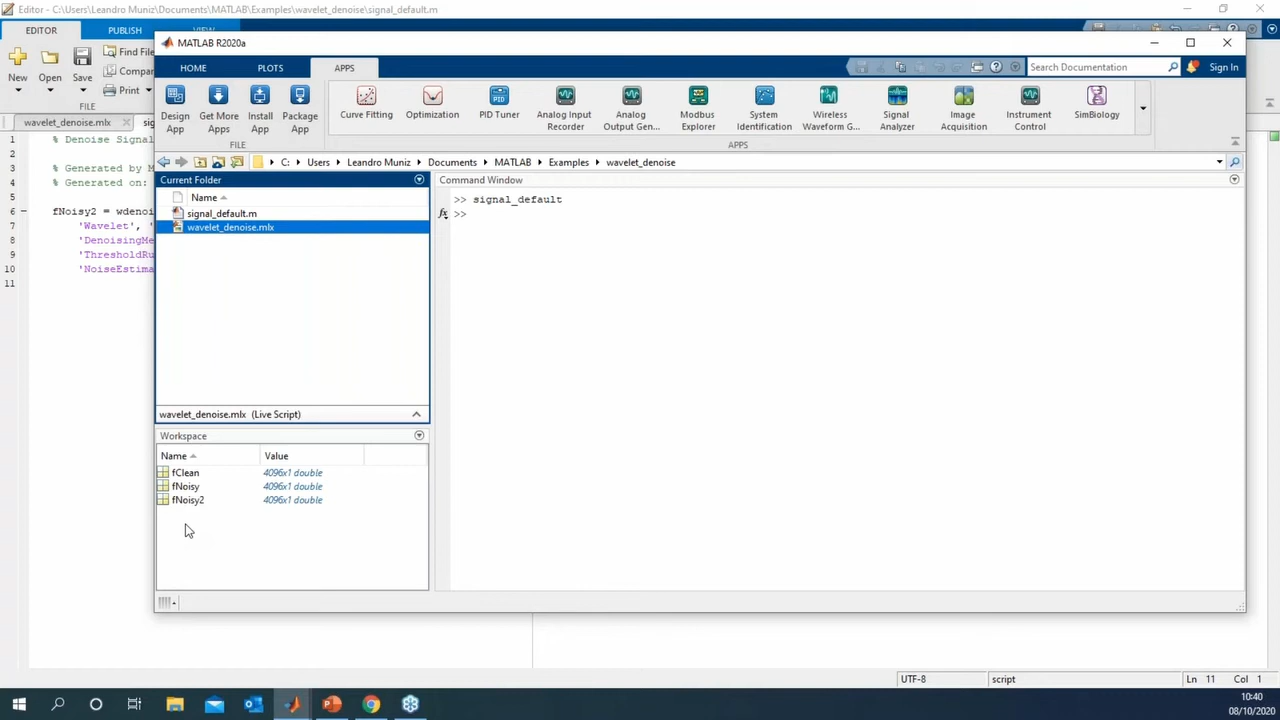 Editor - C:\Users\Leandro Muniz\Documents\MATLAB\Examples\wavelet_denoise\signal_default.m
EDITOR PUBLISH VIEW
New Open Save Find File
Compar
Print
FILE
wavelet_denoise.mlx sig
1 % Denoise Signal
2
3 % Generated by M
4 % Generated on:
5
6 fNoisy2 = wdenoi
7 'Wavelet', '
8 'DenoisingMe
9 'ThresholdRu
10 'NoiseEstima
11
MATLAB R2020a
HOME PLOTS APPS
Search Documentation Sign In
Design App
Get More Apps
Install App
Package App
Curve Fitting
Optimization
PID Tuner
Analog Input Recorder
Analog Output Gen...
Modbus Explorer
System Identification
Wireless Waveform G...
Signal Analyzer
Image Acquisition
Instrument Control
SimBiology
FILE APPS
C: Users Leandro Muniz Documents MATLAB Examples wavelet_denoise
Current Folder
Name
signal_default.m
wavelet_denoise.mlx
wavelet_denoise.mlx (Live Script)
Workspace
Name Value
fClean 4096x1 double
fNoisy 4096x1 double
fNoisy2 4096x1 double
Command Window
>> signal_default
fx >>
UTF-8 script Ln 11 Col 1
10:40
08/10/2020